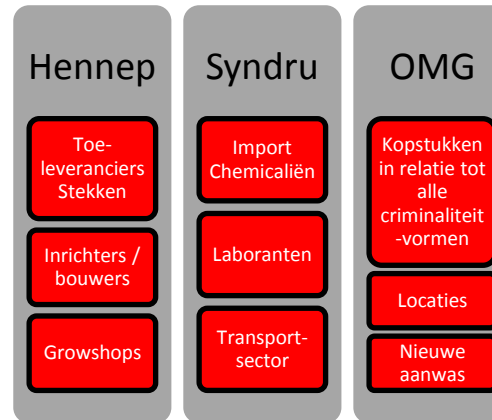 Hennep
Toe-
leveranciers
Stekken
Inrichters /
bouwers
Growshops
Syndru
Import
Chemicaliën
Laboranten
Transport-
sector
OMG
Kopstukken
in relatie tot
alle
criminaliteit
-vormen
Locaties
Nieuwe
aanwas